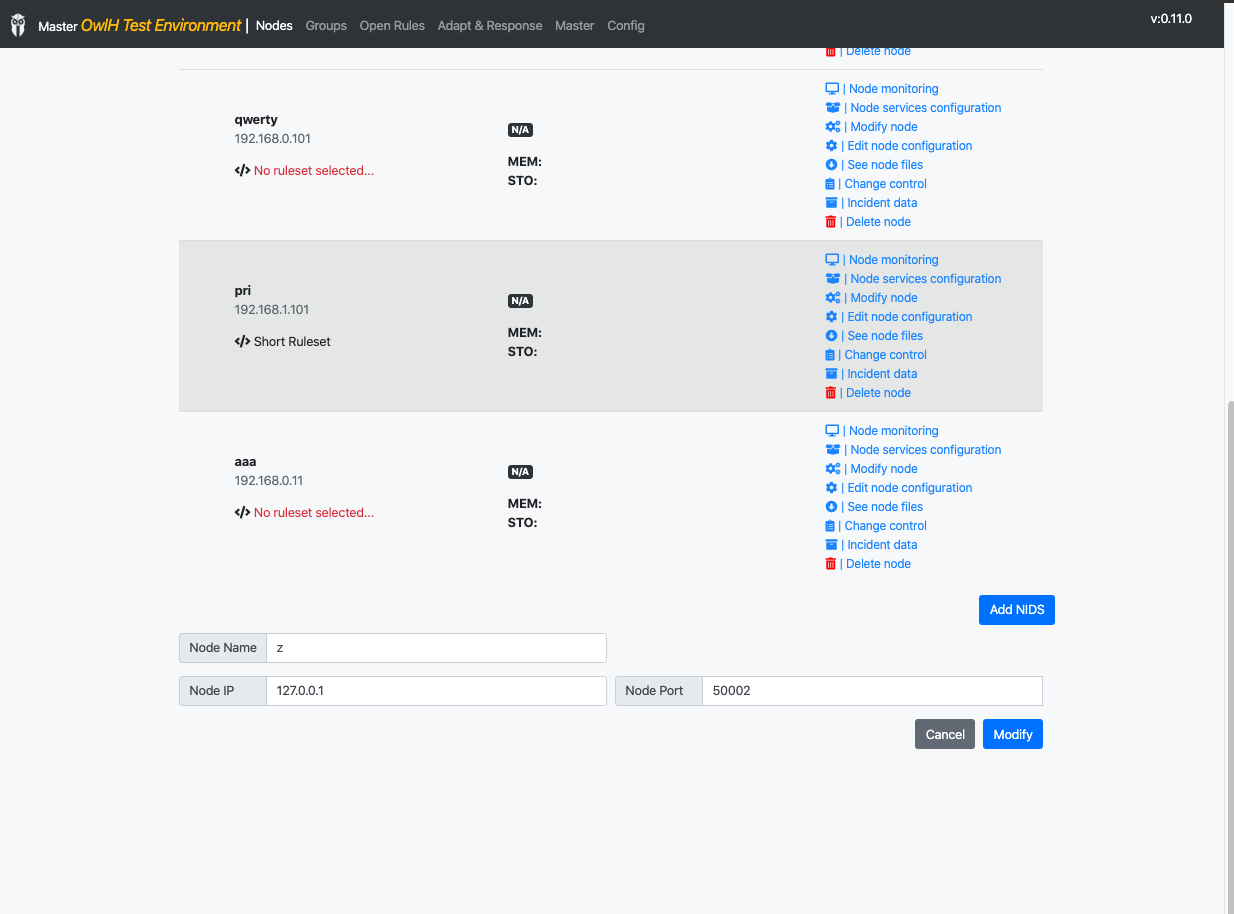 Master OwlH Test Environment | Nodes Groups Open Rules Adapt & Response Master Config v:0.11.0
| Delete node
qwerty
192.168.0.101
No ruleset selected...
N/A
MEM:
STO:
| Node monitoring
| Node services configuration
| Modify node
| Edit node configuration
| See node files
| Change control
| Incident data
| Delete node
pri
192.168.1.101
Short Ruleset
N/A
MEM:
STO:
| Node monitoring
| Node services configuration
| Modify node
| Edit node configuration
| See node files
| Change control
| Incident data
| Delete node
aaa
192.168.0.11
No ruleset selected...
N/A
MEM:
STO:
| Node monitoring
| Node services configuration
| Modify node
| Edit node configuration
| See node files
| Change control
| Incident data
| Delete node
Add NIDS
Node Name z
Node IP 127.0.0.1 Node Port 50002
Cancel Modify